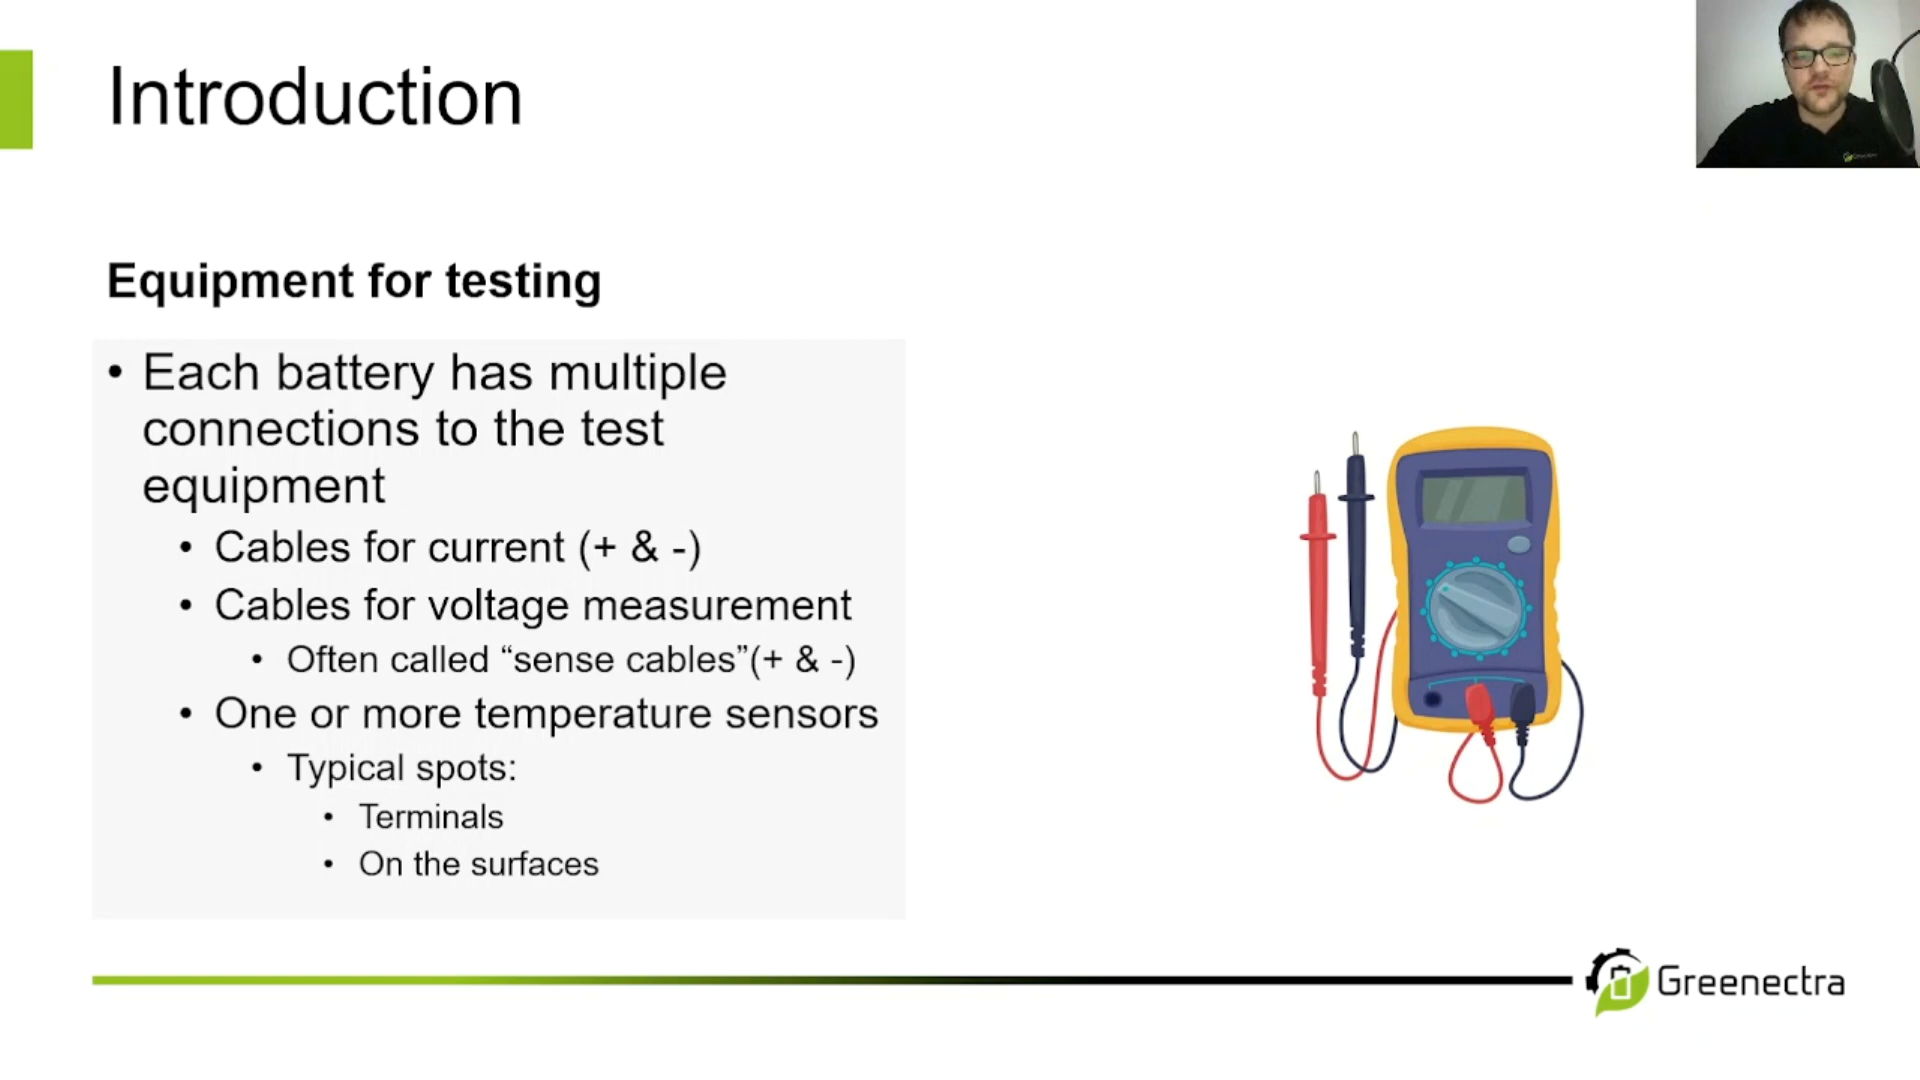 Introduction
Equipment for testing
• Each battery has multiple
connections to the test
equipment
• Cables for current (+ & -)
• Cables for voltage measurement
• Often called “sense cables”(+ & -)
• One or more temperature sensors
• Typical spots:
• Terminals
• On the surfaces
Greenectra